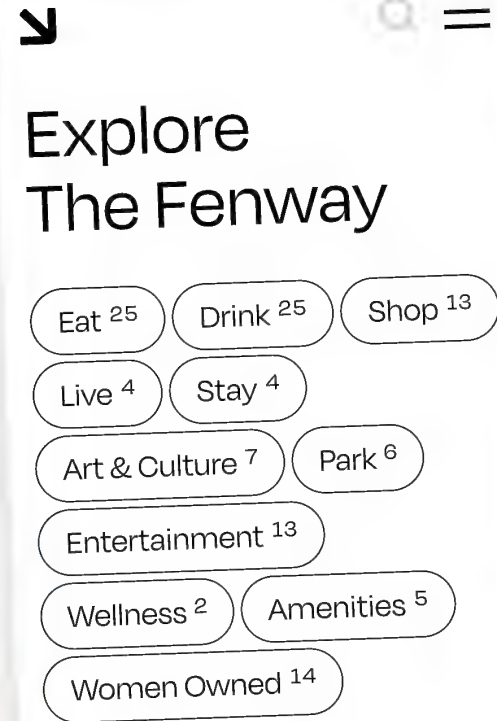 Explore
The Fenway
Eat 25 Drink 25 Shop 13
Live 4 Stay 4
Art & Culture 7 Park 6
Entertainment 13
Wellness 2 Amenities 5
Women Owned 14